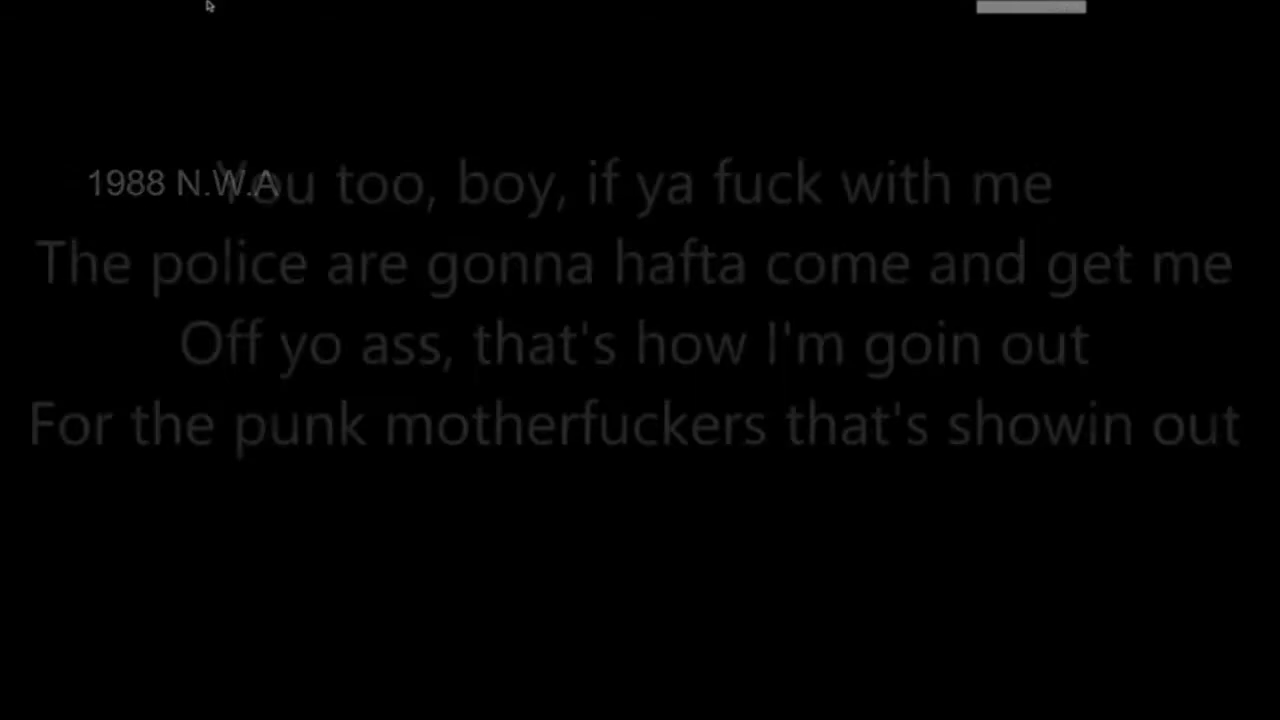 1988 N.W.A
You too, boy, if ya fuck with me
The police are gonna hafta come and get me
Off yo ass, that's how I'm goin out
For the punk motherfuckers that's showin out